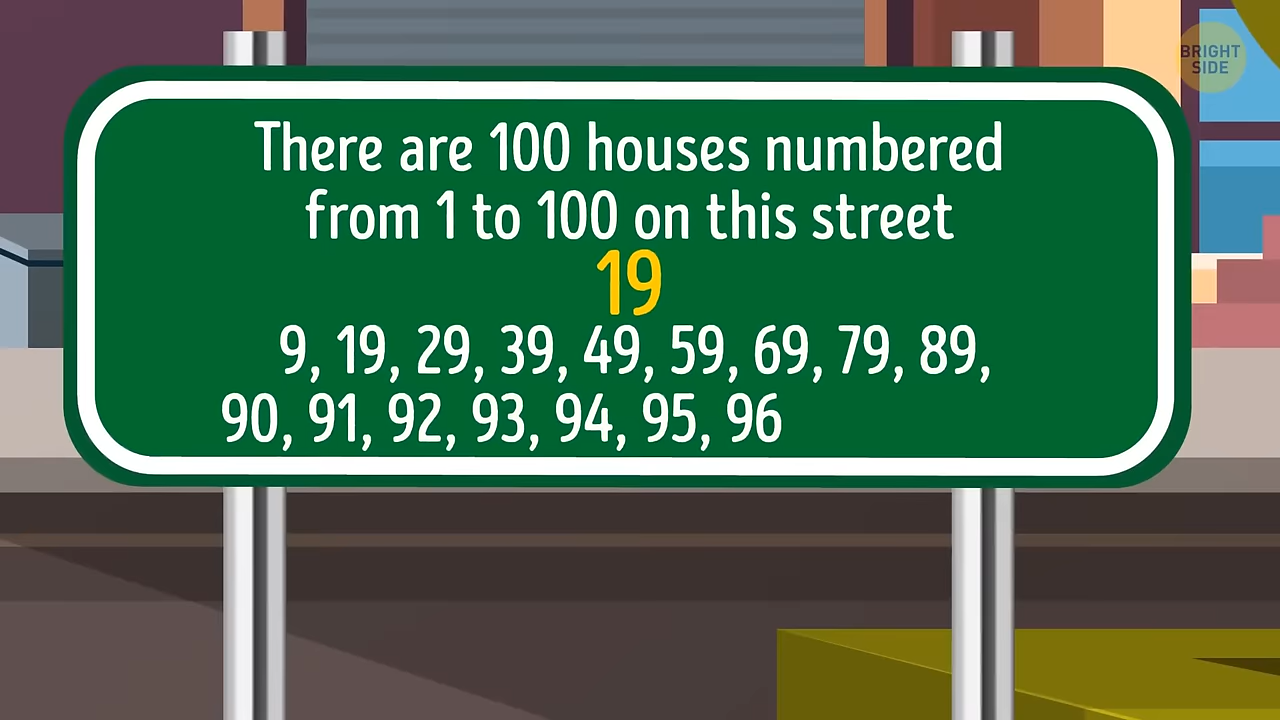 BRIGHT
SIDE
There are 100 houses numbered
from 1 to 100 on this street
19
9, 19, 29, 39, 49, 59, 69, 79, 89,
90, 91, 92, 93, 94, 95, 96